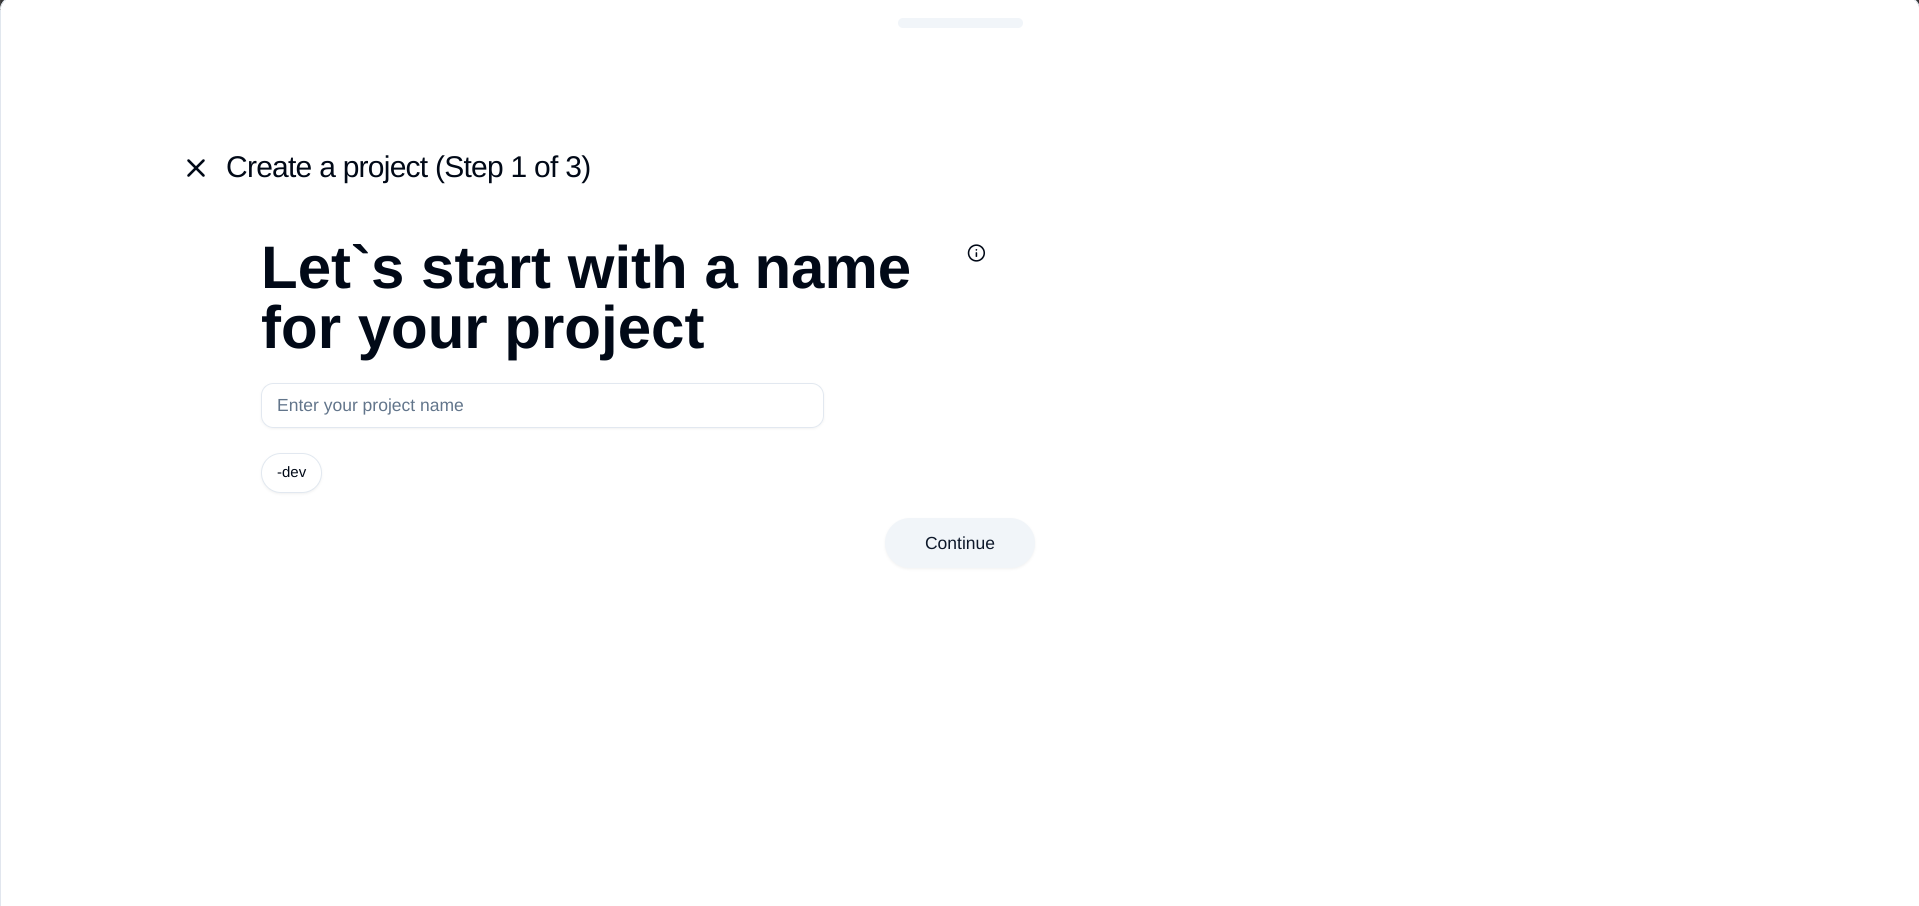 Create a project (Step 1 of 3)
Let`s start with a name
for your project
Enter your project name
-dev
Continue